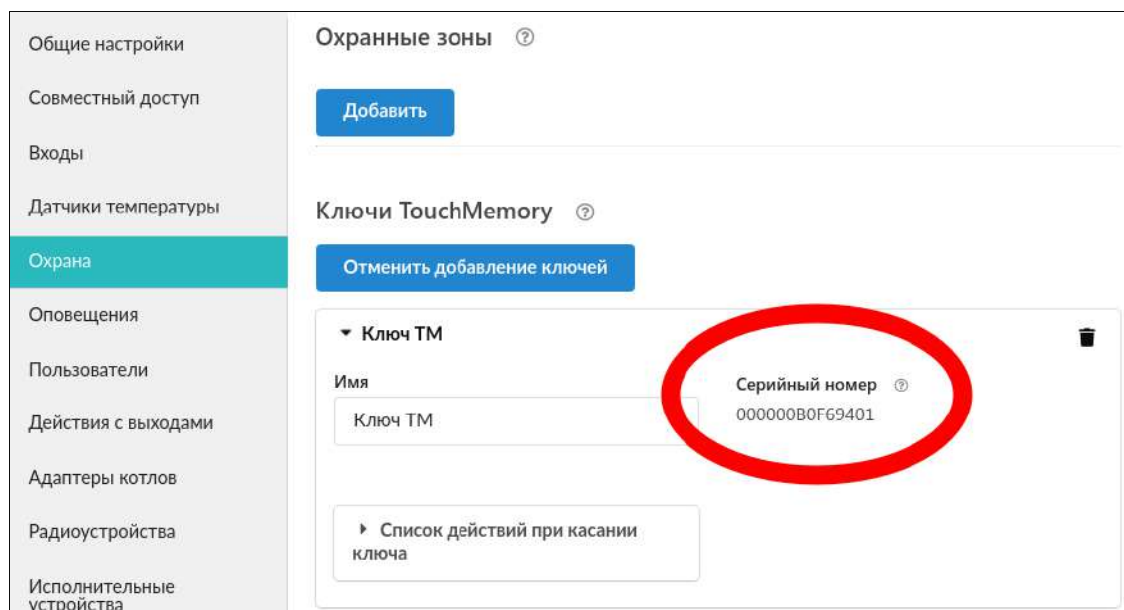 Общие настройки
Совместный доступ
Входы
Датчики температуры
Охрана
Оповещения
Пользователи
Действия с выходами
Адаптеры котлов
Радиоустройства
Исполнительные
устройства
Охранные зоны ?
Добавить
Ключи TouchMemory ?
Отменить добавление ключей
Ключ ТМ
Имя
Ключ ТМ
Серийный номер ?
000000B0F69401
Список действий при касании
ключа